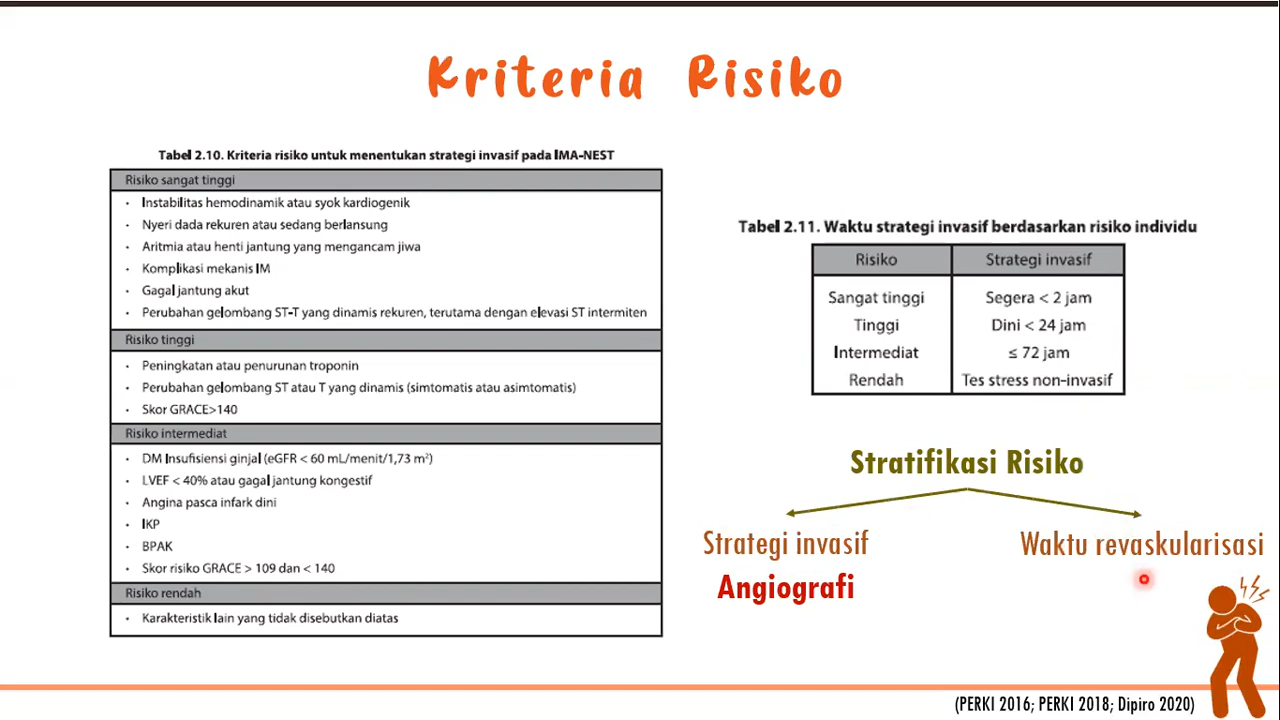 Kriteria Risiko
Tabel 2.10. Kriteria risiko untuk menentukan strategi invasif pada IMA-NEST
Risiko sangat tinggi
• Instabilitas hemodinamik atau syok kardiogenik
• Nyeri dada rekuren atau sedang berlansung
• Aritmia atau henti jantung yang mengancam jiwa
• Komplikasi mekanis IM
• Gagal jantung akut
• Perubahan gelombang ST-T yang dinamis rekuren, terutama dengan elevasi ST intermiten
Risiko tinggi
• Peningkatan atau penurunan troponin
• Perubahan gelombang ST atau T yang dinamis (simtomatis atau asimtomatis)
• Skor GRACE>140
Risiko intermediat
• DM Insufisiensi ginjal (eGFR < 60 mL/menit/1,73 m²)
• LVEF < 40% atau gagal jantung kongestif
• Angina pasca infark dini
• IKP
• BPAK
• Skor risiko GRACE > 109 dan < 140
Risiko rendah
• Karakteristik lain yang tidak disebutkan diatas
Tabel 2.11. Waktu strategi invasif berdasarkan risiko individu
Risiko Strategi invasif
Sangat tinggi Segera < 2 jam
Tinggi Dini < 24 jam
Intermediat ≤ 72 jam
Rendah Tes stress non-invasif
Stratifikasi Risiko
Strategi invasif Waktu revaskularisasi
Angiografi
(PERKI 2016; PERKI 2018; Dipiro 2020)